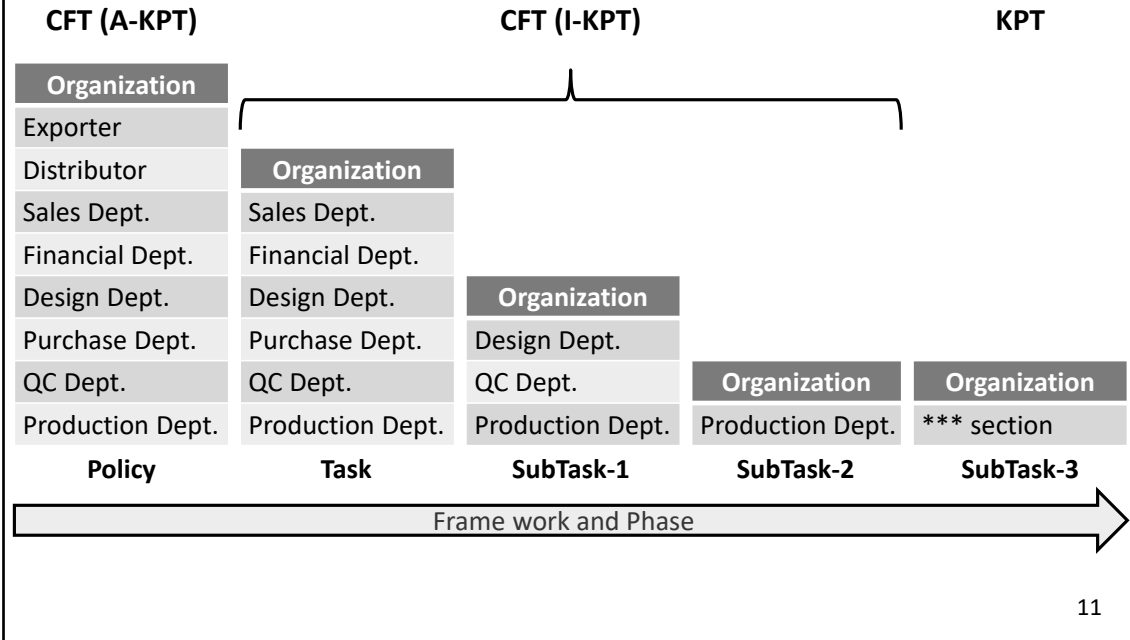 CFT (A-KPT)
CFT (I-KPT)
KPT
Organization
Exporter
Distributor
Sales Dept.
Financial Dept.
Design Dept.
Purchase Dept.
QC Dept.
Production Dept.
Policy
Organization
Sales Dept.
Financial Dept.
Design Dept.
Purchase Dept.
QC Dept.
Production Dept.
Task
Organization
Design Dept.
QC Dept.
Production Dept.
SubTask-1
Organization
Production Dept.
SubTask-2
Organization
*** section
SubTask-3
Frame work and Phase
11